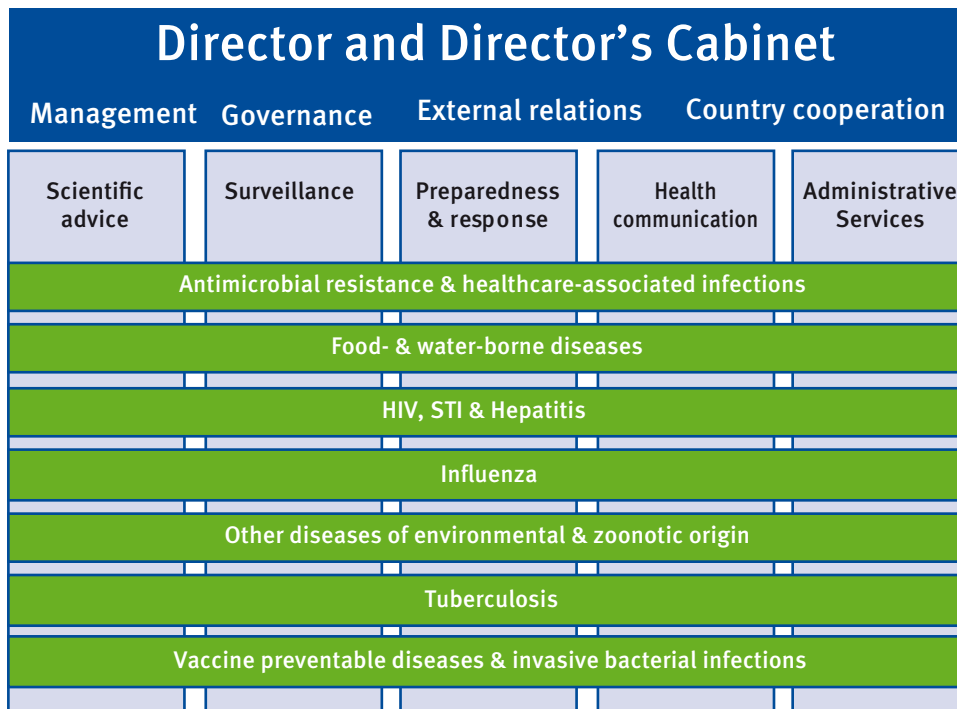 Director and Director’s Cabinet
Management Governance External relations Country cooperation
Scientific
advice
Surveillance
Preparedness
& response
Health
communication
Administrative
Services
Antimicrobial resistance & healthcare-associated infections
Food- & water-borne diseases
HIV, STI & Hepatitis
Influenza
Other diseases of environmental & zoonotic origin
Tuberculosis
Vaccine preventable diseases & invasive bacterial infections